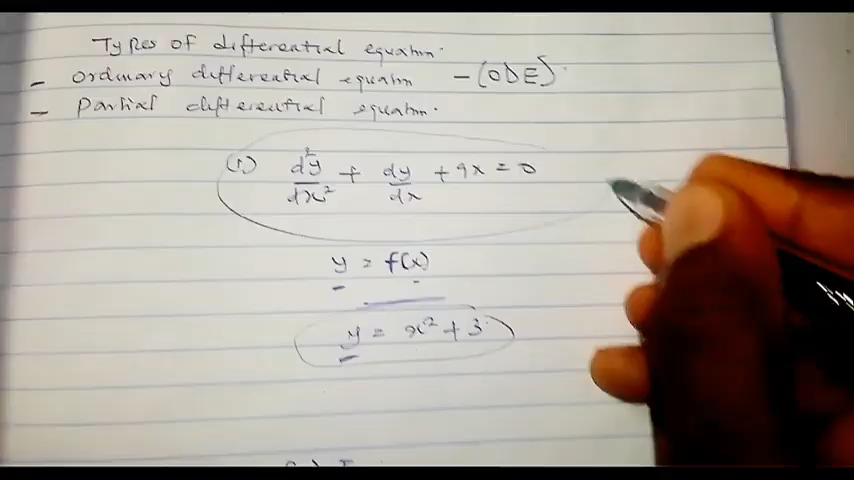 Types of differential equation.
- ordinary differential equation - (ODE).
- Partial differential equation.
(1) d²y/dx² + dy/dx + 9x = 0
y = f(x)
y = x² + 3